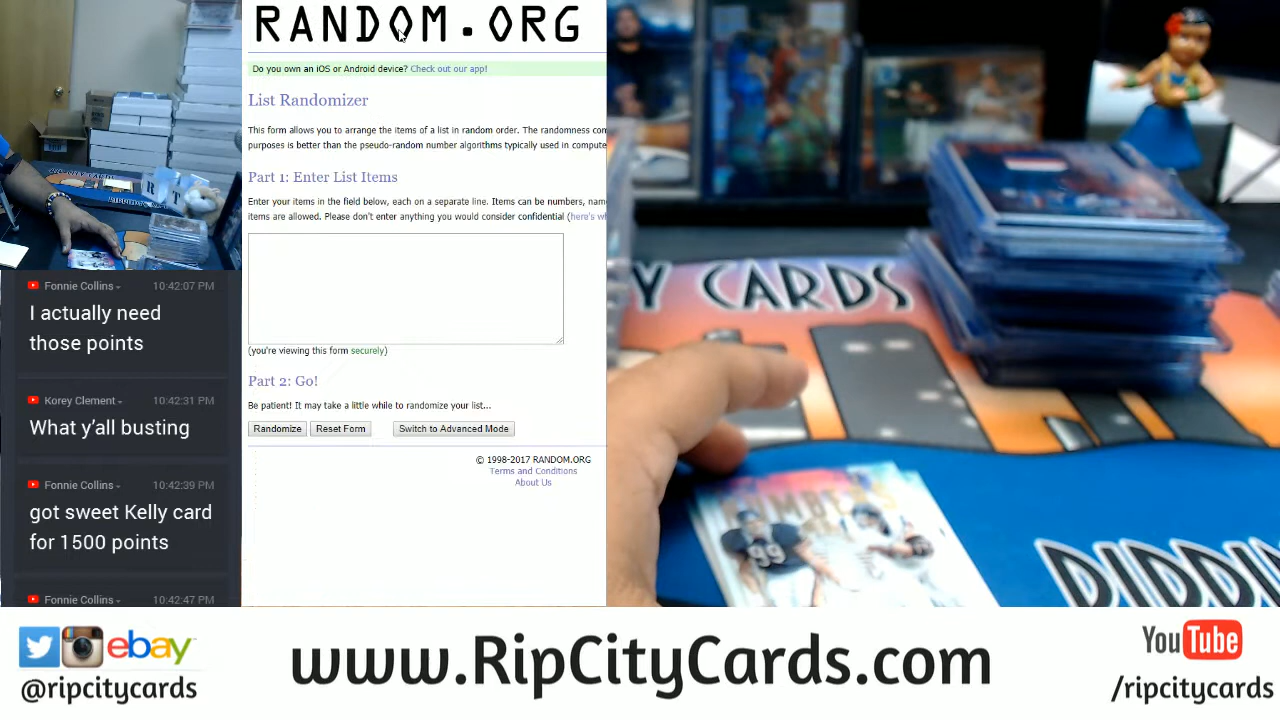 RANDOM.ORG
Do you own an iOS or Android device? Check out our app!
List Randomizer
This form allows you to arrange the items of a list in random order. The randomness
purposes is better than the pseudo-random number algorithms typically used in
Part 1: Enter List Items
Enter your items in the field below, each on a separate line. Items can be numbers,
items are allowed. Please don't enter anything you would consider confidential (here's
(you're viewing this form securely)
Part 2: Go!
Be patient! It may take a little while to randomize your list...
Randomize Reset Form Switch to Advanced Mode
© 1998-2017 RANDOM.ORG
Terms and Conditions
About Us
Fonnie Collins 10:42:07 PM
I actually need
those points
Korey Clement 10:42:31 PM
What y'all busting
Fonnie Collins 10:42:39 PM
got sweet Kelly card
for 1500 points
Fonnie Collins 10:42:47 PM
Y CARDS
99
R T
ebay
@ripcitycards
www.RipCityCards.com
YouTube
/ripcitycards